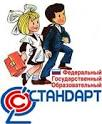 Федеральный
Государственный
Образовательный
СТАНДАРТ